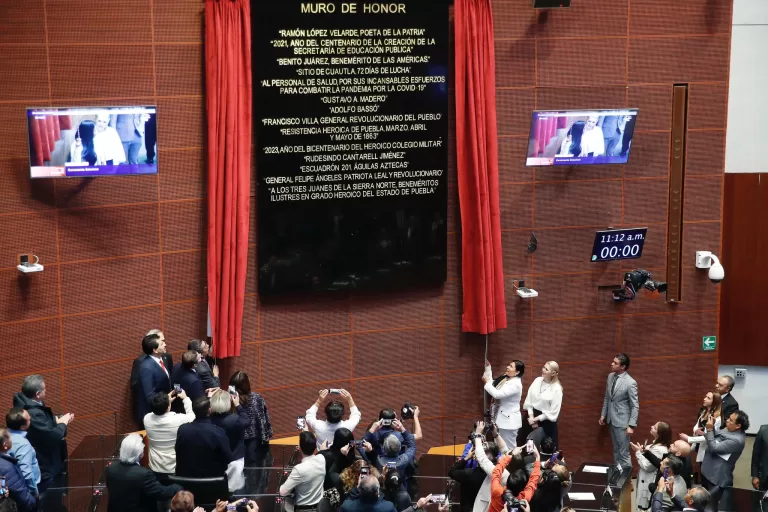 MURO DE HONOR
"RAMÓN LÓPEZ VELARDE, POETA DE LA PATRIA"
"2021, AÑO DEL CENTENARIO DE LA CREACIÓN DE LA
SECRETARÍA DE EDUCACIÓN PÚBLICA"
"BENITO JUÁREZ, BENEMÉRITO DE LAS AMÉRICAS"
"SITIO DE CUAUTLA, 72 DÍAS DE LUCHA"
"AL PERSONAL DE SALUD, POR SUS INCANSABLES ESFUERZOS
PARA COMBATIR LA PANDEMIA POR LA COVID-19"
"GUSTAVO A. MADERO"
"ADOLFO BASSÓ"
"FRANCISCO VILLA GENERAL REVOLUCIONARIO DEL PUEBLO"
"RESISTENCIA HEROICA DE PUEBLA, MARZO, ABRIL
Y MAYO DE 1863"
"2023, AÑO DEL BICENTENARIO DEL HEROICO COLEGIO MILITAR"
"RUDESINDO CANTARELL JIMÉNEZ"
"ESCUADRÓN 201, ÁGUILAS AZTECAS"
"GENERAL FELIPE ÁNGELES, PATRIOTA LEAL Y REVOLUCIONARIO"
"A LOS TRES JUANES DE LA SIERRA NORTE, BENEMÉRITOS
ILUSTRES EN GRADO HEROICO DEL ESTADO DE PUEBLA"
11:12 a.m.
00:00